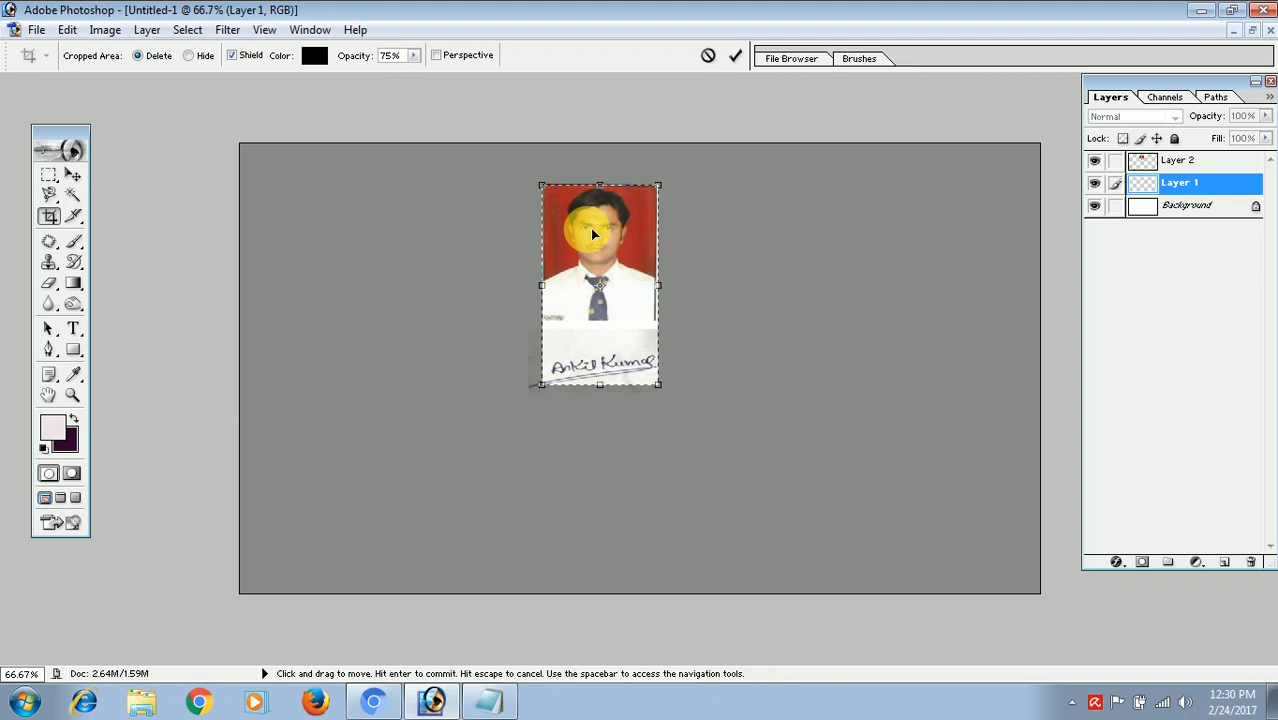 Adobe Photoshop - [Untitled-1 @ 66.7% (Layer 1, RGB)]
File Edit Image Layer Select Filter View Window Help
Cropped Area: Delete Hide Shield Color: Opacity: 75% Perspective File Browser Brushes
Layers Channels Paths
Normal Opacity: 100%
Lock: Fill: 100%
Layer 2
Layer 1
Background
Ankit Kumar
T
66.67% Doc: 2.64M/1.59M Click and drag to move. Hit enter to commit. Hit escape to cancel. Use the spacebar to access the navigation tools.
12:30 PM
2/24/2017